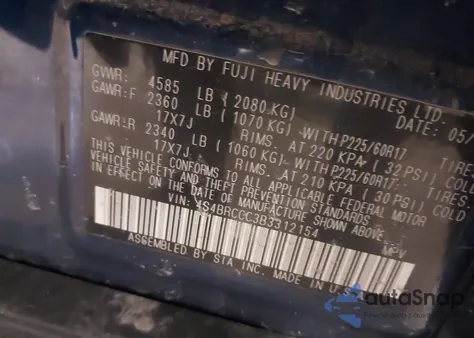 MFD BY FUJI HEAVY INDUSTRIES LTD.
DATE: 05/
GVWR: 4585 LB (2080 KG)
GAWR:F 2360 LB (1070 KG) WITH P225/60R17 TIRES
17X7J RIMS. AT 220 KPA (32 PSI) COLD
GAWR:R 2340 LB (1060 KG) WITH P225/60R17 TIRES
17X7J RIMS. AT 210 KPA (30 PSI) COLD
THIS VEHICLE CONFORMS TO ALL APPLICABLE FEDERAL MOTOR
VEHICLE SAFETY AND THEFT PREVENTION STANDARDS
IN EFFECT ON THE DATE OF MANUFACTURE SHOWN ABOVE.
VIN: 4S4BRCCC3B3312154 MPV
ASSEMBLED BY SIA INC. MADE IN U.S.A
autoSnap